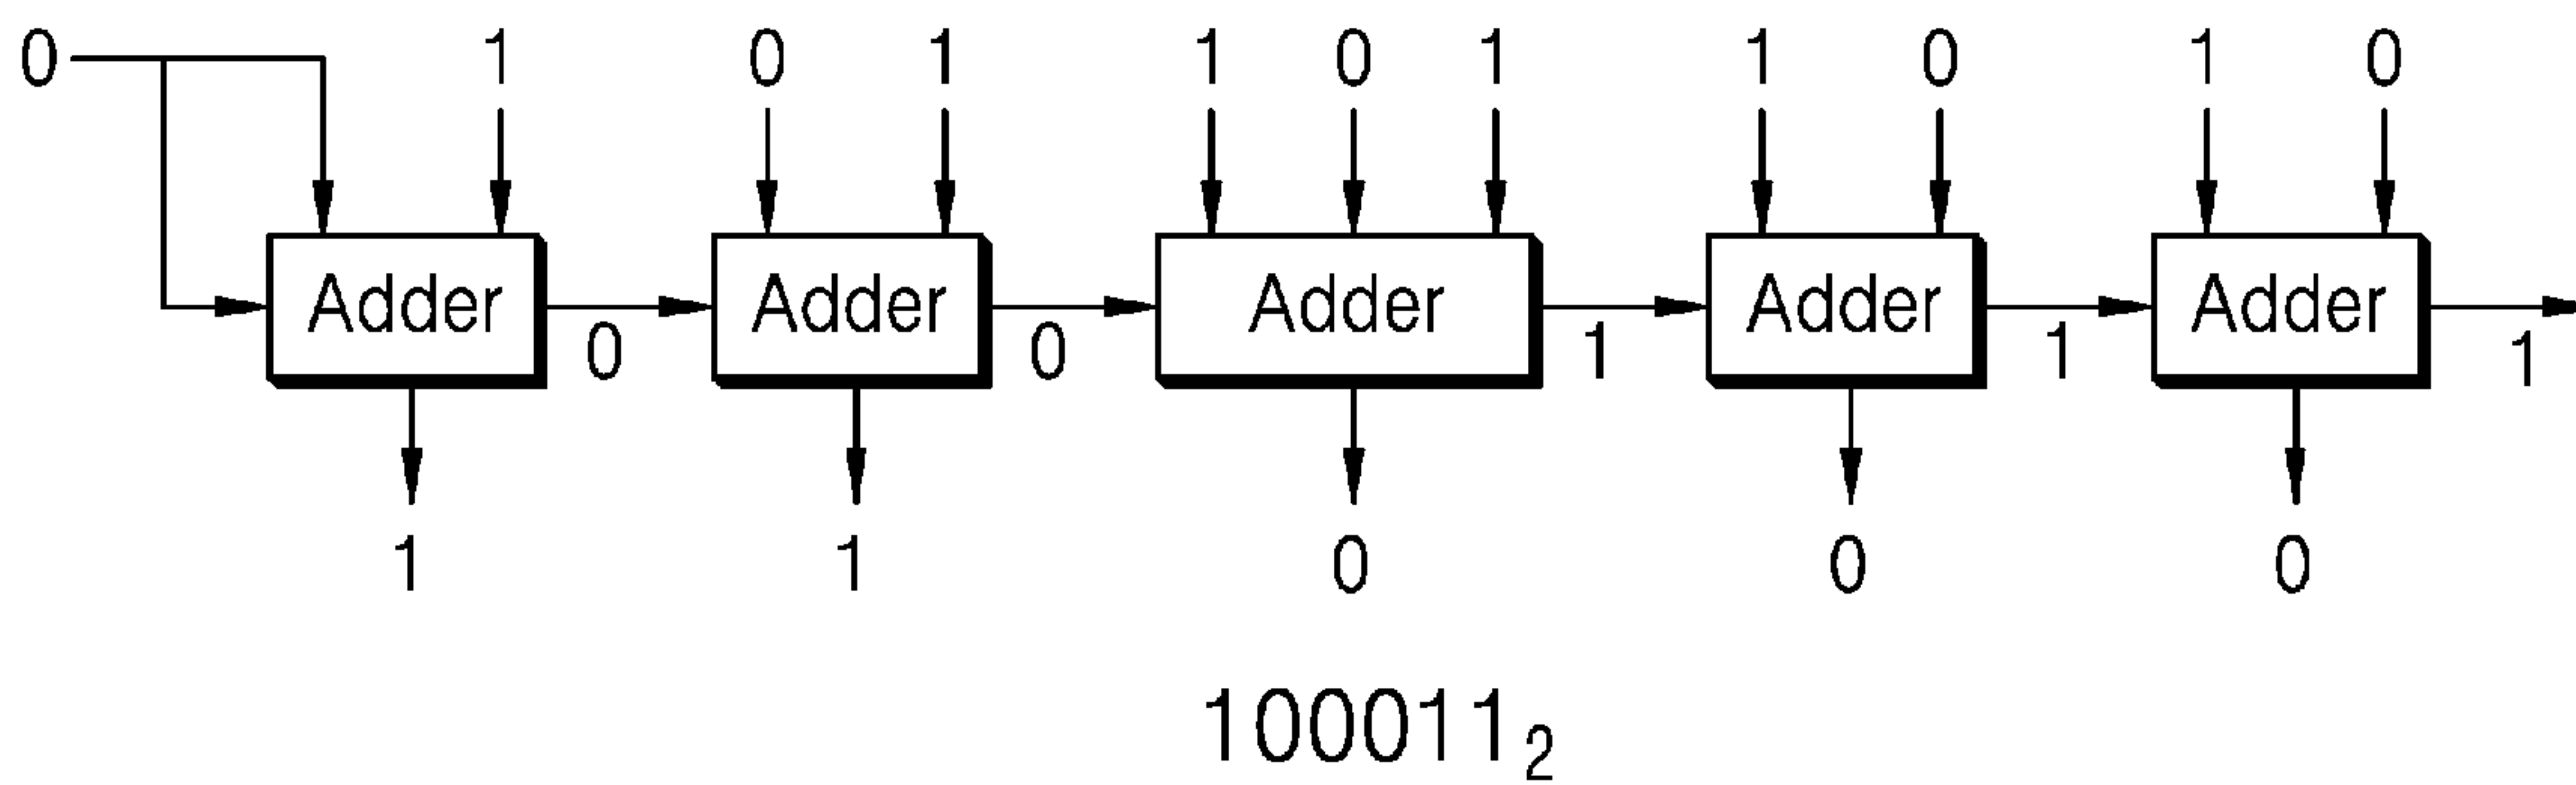 0 1 0 1 1 0 1 1 0 1 0
Adder Adder Adder Adder Adder
0 0 1 1 1
1 1 0 0 0
100011₂